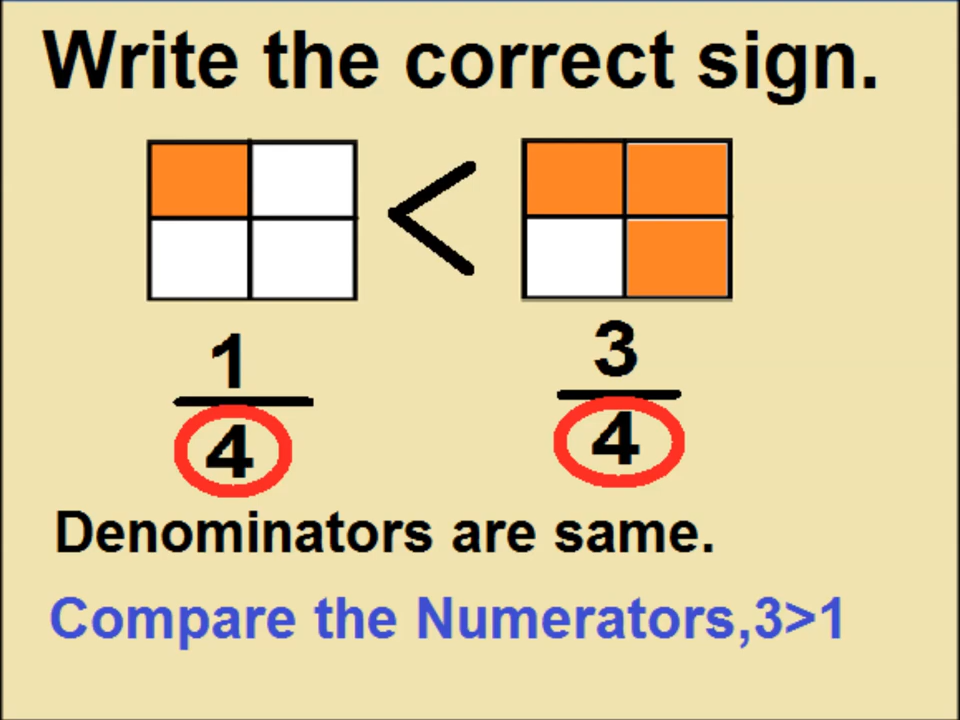 Write the correct sign.
<
1 3
4 4
Denominators are same.
Compare the Numerators,3>1